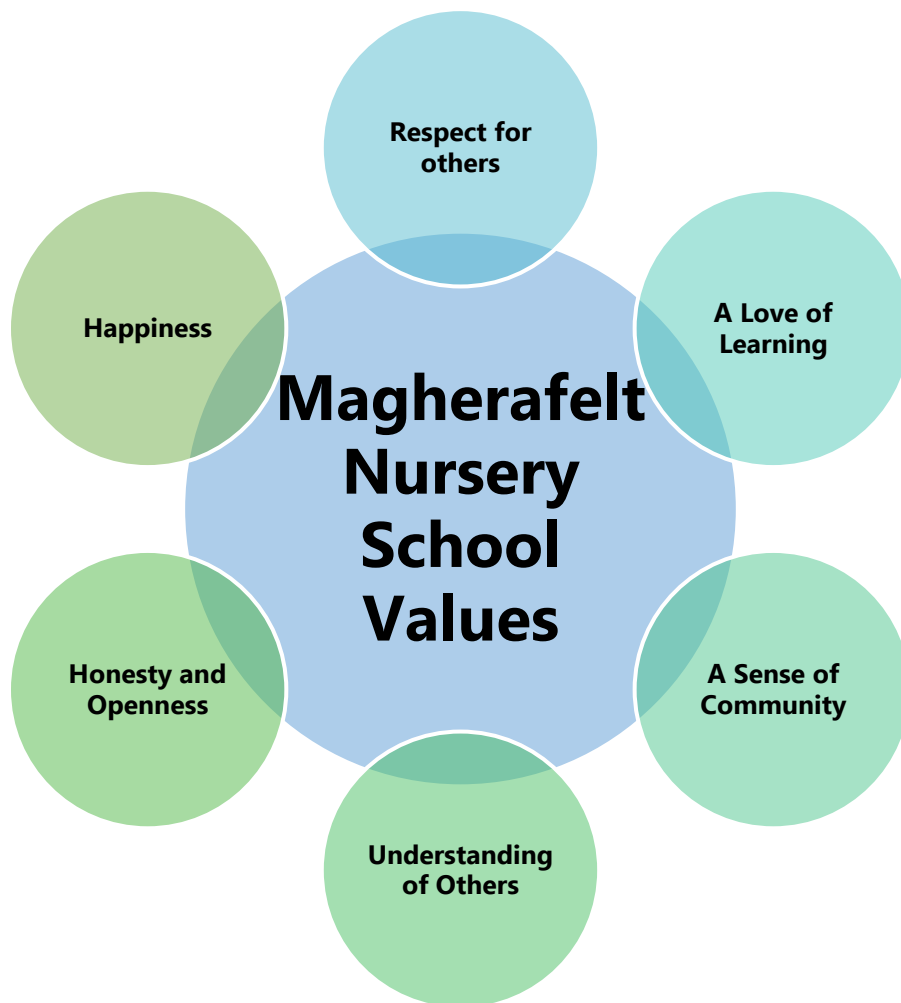 Respect for
others
A Love of
Learning
A Sense of
Community
Understanding
of Others
Honesty and
Openness
Happiness
Magherafelt
Nursery
School
Values